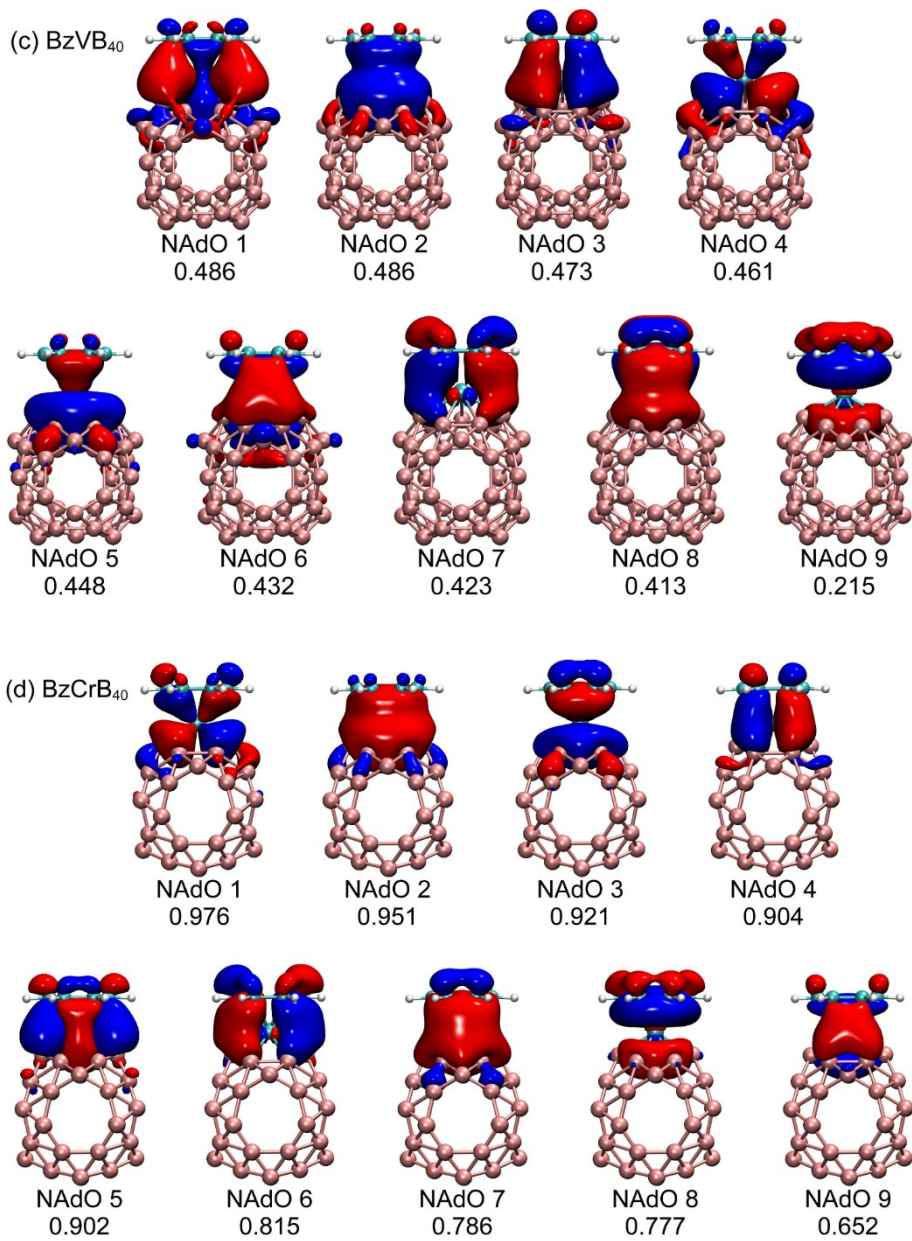 (c) BzVB₄₀
NAdO 1 NAdO 2 NAdO 3 NAdO 4
0.486 0.486 0.473 0.461
NAdO 5 NAdO 6 NAdO 7 NAdO 8 NAdO 9
0.448 0.432 0.423 0.413 0.215
(d) BzCrB₄₀
NAdO 1 NAdO 2 NAdO 3 NAdO 4
0.976 0.951 0.921 0.904
NAdO 5 NAdO 6 NAdO 7 NAdO 8 NAdO 9
0.902 0.815 0.786 0.777 0.652